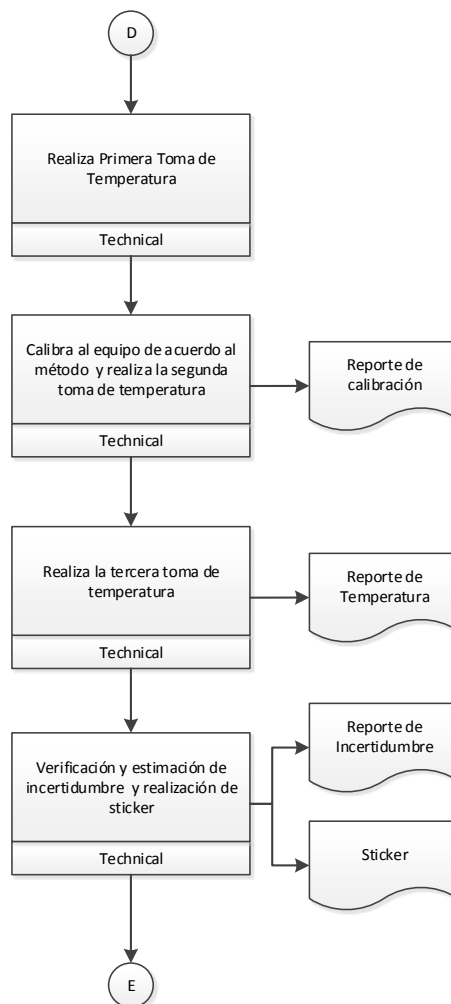 D
Realiza Primera Toma de
Temperatura
Technical
Calibra al equipo de acuerdo al
método y realiza la segunda
toma de temperatura
Technical
Reporte de
calibración
Realiza la tercera toma de
temperatura
Technical
Reporte de
Temperatura
Verificación y estimación de
incertidumbre y realización de
sticker
Technical
Reporte de
Incertidumbre
Sticker
E